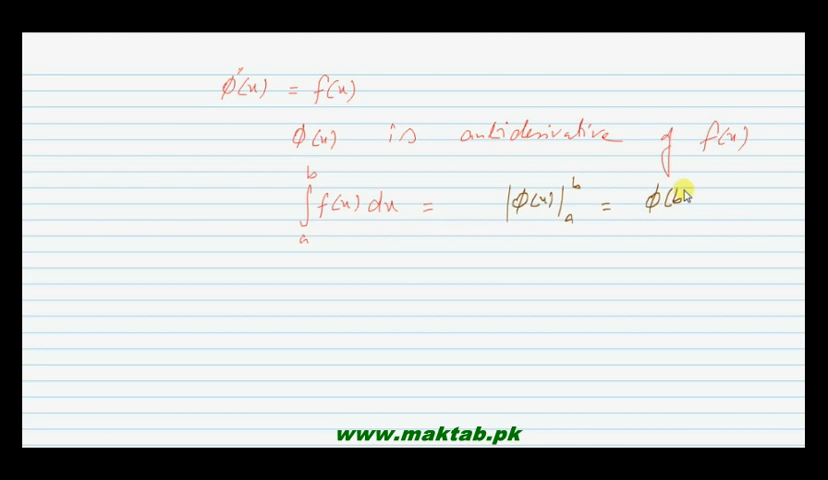 ϕ'(x) = f(x)
ϕ(x) is antiderivative of f(x)
∫ₐᵇ f(x) dx = |ϕ(x)|ₐᵇ = ϕ(b
www.maktab.pk